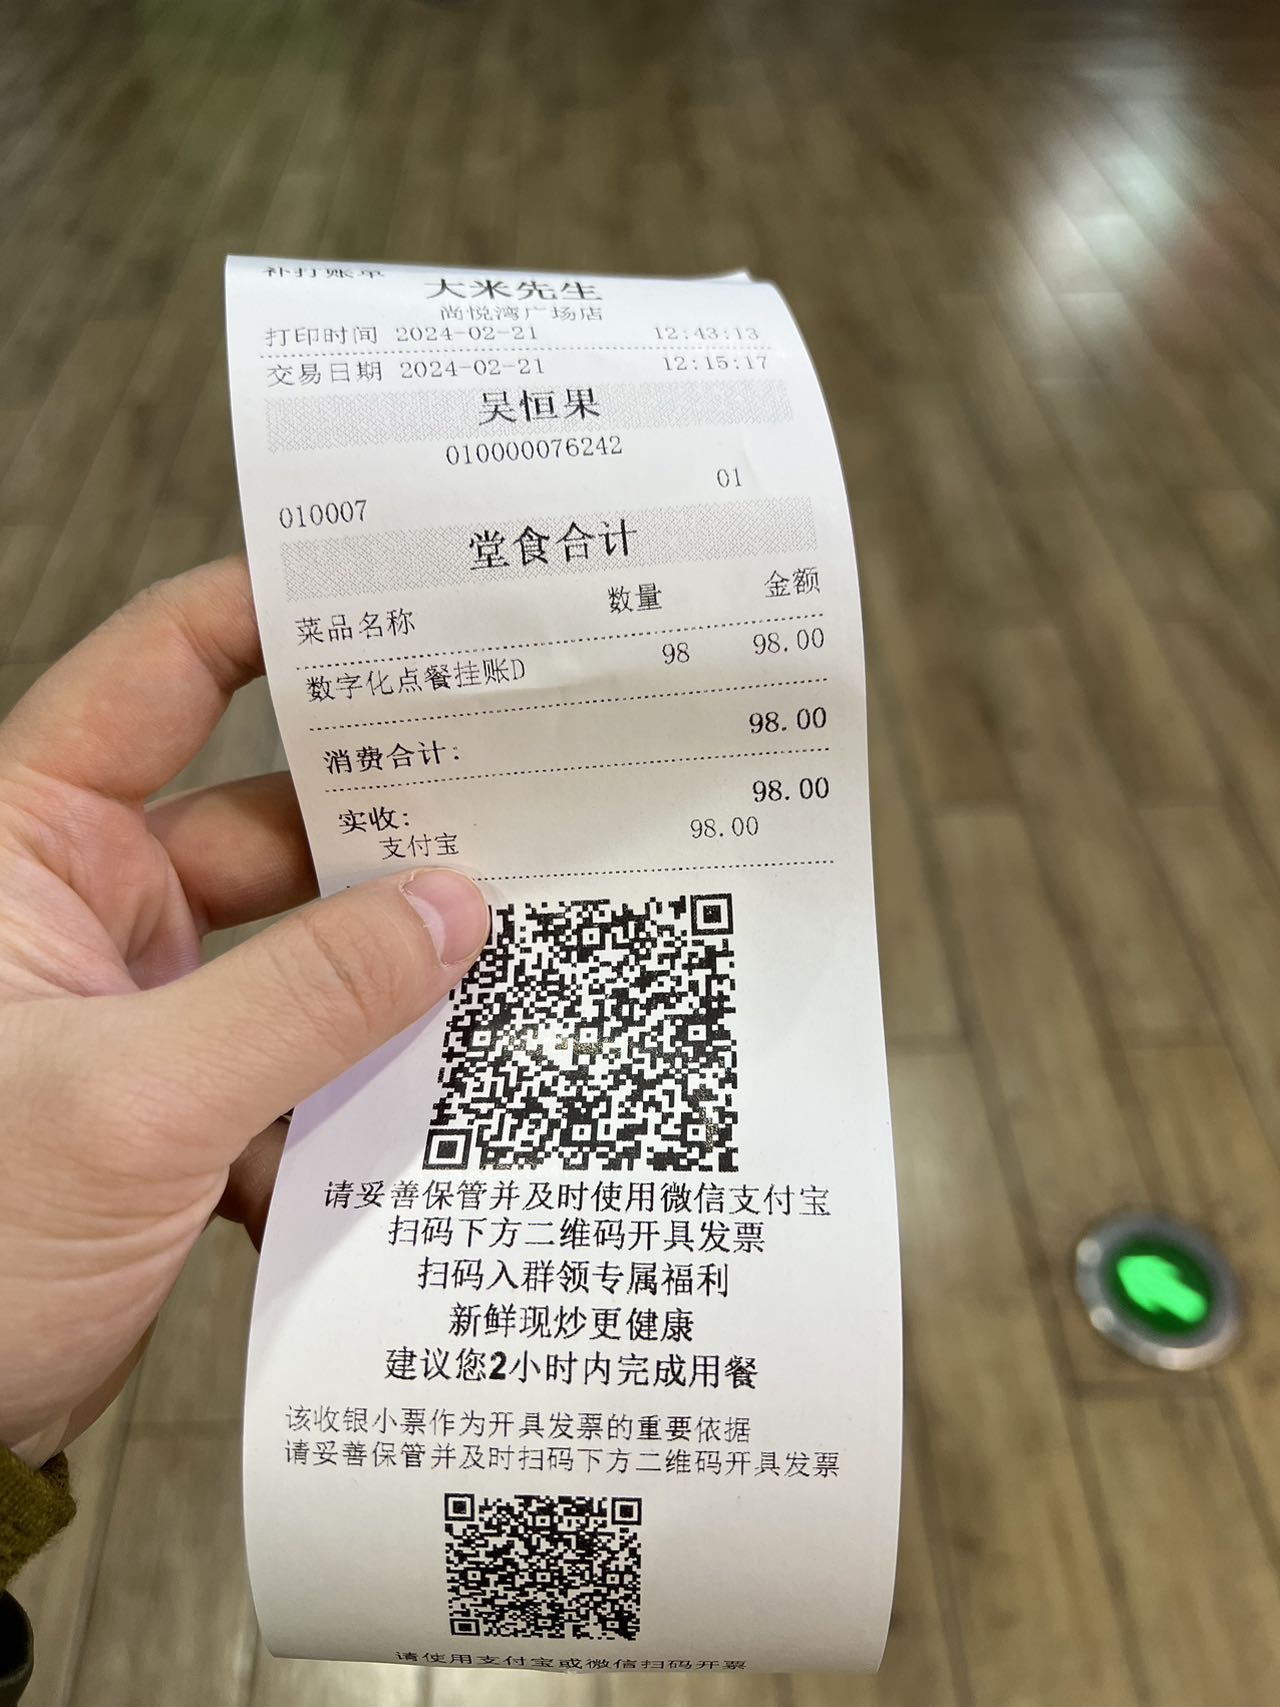 补打账单
大米先生
尚悦湾广场店
打印时间 2024-02-21 12:43:13
交易日期 2024-02-21 12:15:17
吴恒果
010000076242
01
010007
堂食合计
菜品名称 数量 金额
数字化点餐挂账D 98 98.00
消费合计: 98.00
实收: 98.00
支付宝 98.00
请妥善保管并及时使用微信支付宝
扫码下方二维码开具发票
扫码入群领专属福利
新鲜现炒更健康
建议您2小时内完成用餐
该收银小票作为开具发票的重要依据
请妥善保管并及时扫码下方二维码开具发票
请使用支付宝或微信扫码开票